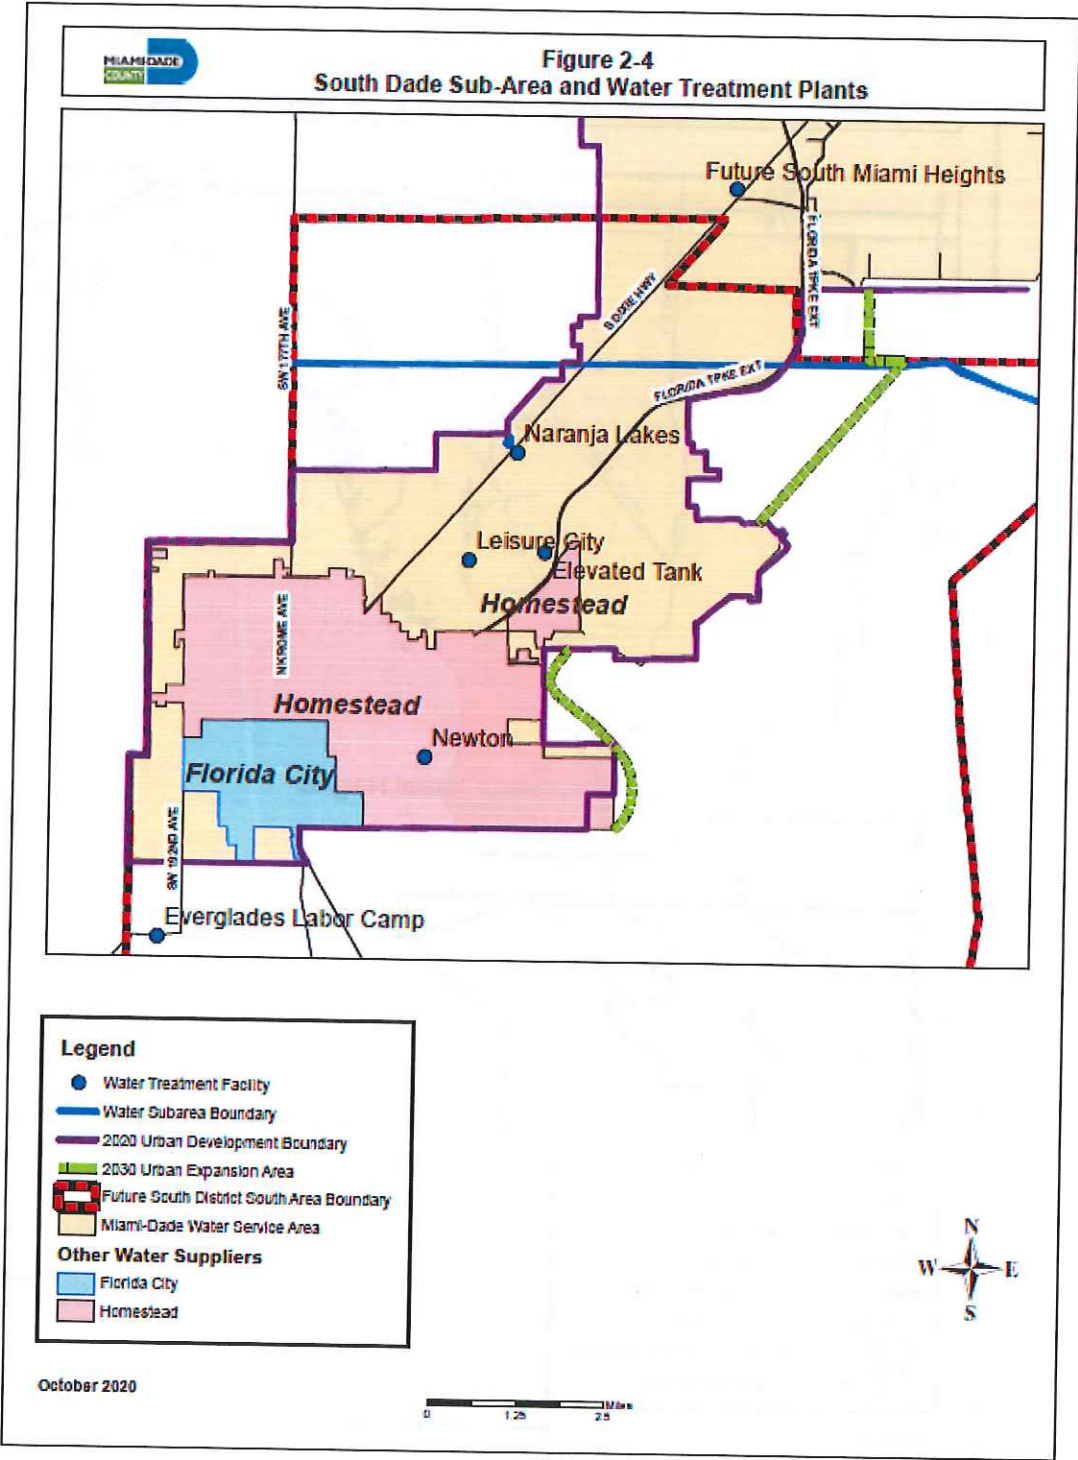 MIAMI-DADE
COUNTY
Figure 2-4
South Dade Sub-Area and Water Treatment Plants
Future South Miami Heights
FLORIDA TPKE EXT
S DIXIE HWY
SW 177TH AVE
FLORIDA TPKE EXT
Naranja Lakes
Leisure City
Elevated Tank
Homestead
N KROME AVE
Homestead
Newton
Florida City
SW 192ND AVE
Everglades Labor Camp
Legend
Water Treatment Facility
Water Subarea Boundary
2020 Urban Development Boundary
2030 Urban Expansion Area
Future South District South Area Boundary
Miami-Dade Water Service Area
Other Water Suppliers
Florida City
Homestead
N
W E
S
October 2020
Miles
0 1.25 2.5